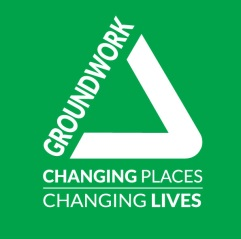 GROUNDWORK
CHANGING PLACES
CHANGING LIVES